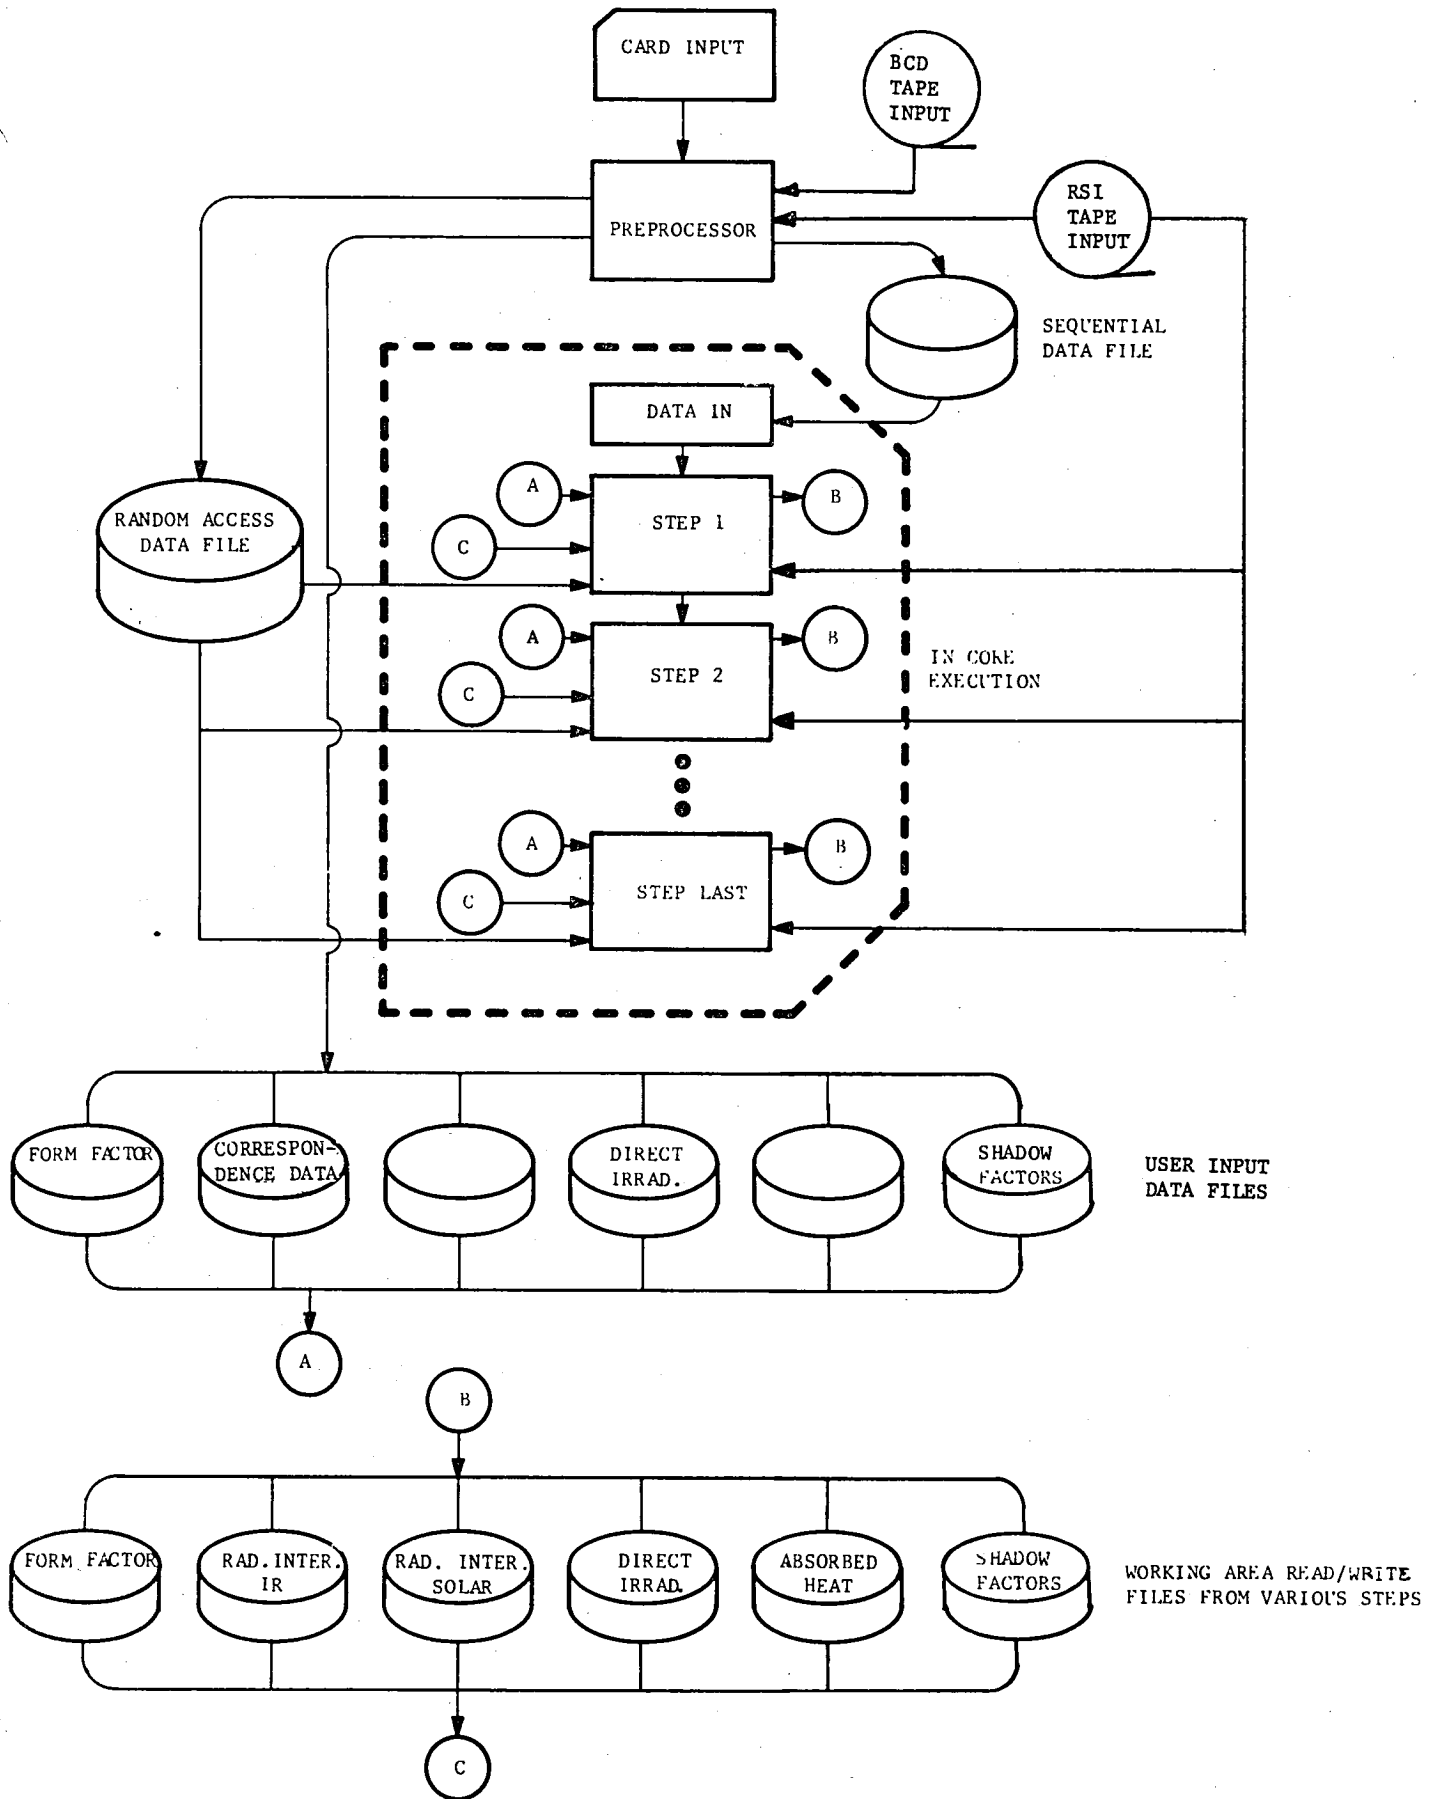 CARD INPUT
BCD
TAPE
INPUT
RSI
TAPE
INPUT
PREPROCESSOR
SEQUENTIAL
DATA FILE
DATA IN
RANDOM ACCESS
DATA FILE
A
B
STEP 1
C
A
B
STEP 2
C
IN CORE
EXECUTION
A
B
STEP LAST
C
FORM FACTOR
CORRESPON-
DENCE DATA
DIRECT
IRRAD.
SHADOW
FACTORS
USER INPUT
DATA FILES
A
B
FORM FACTOR
RAD.INTER.
IR
RAD. INTER.
SOLAR
DIRECT
IRRAD.
ABSORBED
HEAT
SHADOW
FACTORS
WORKING AREA READ/WRITE
FILES FROM VARIOUS STEPS
C